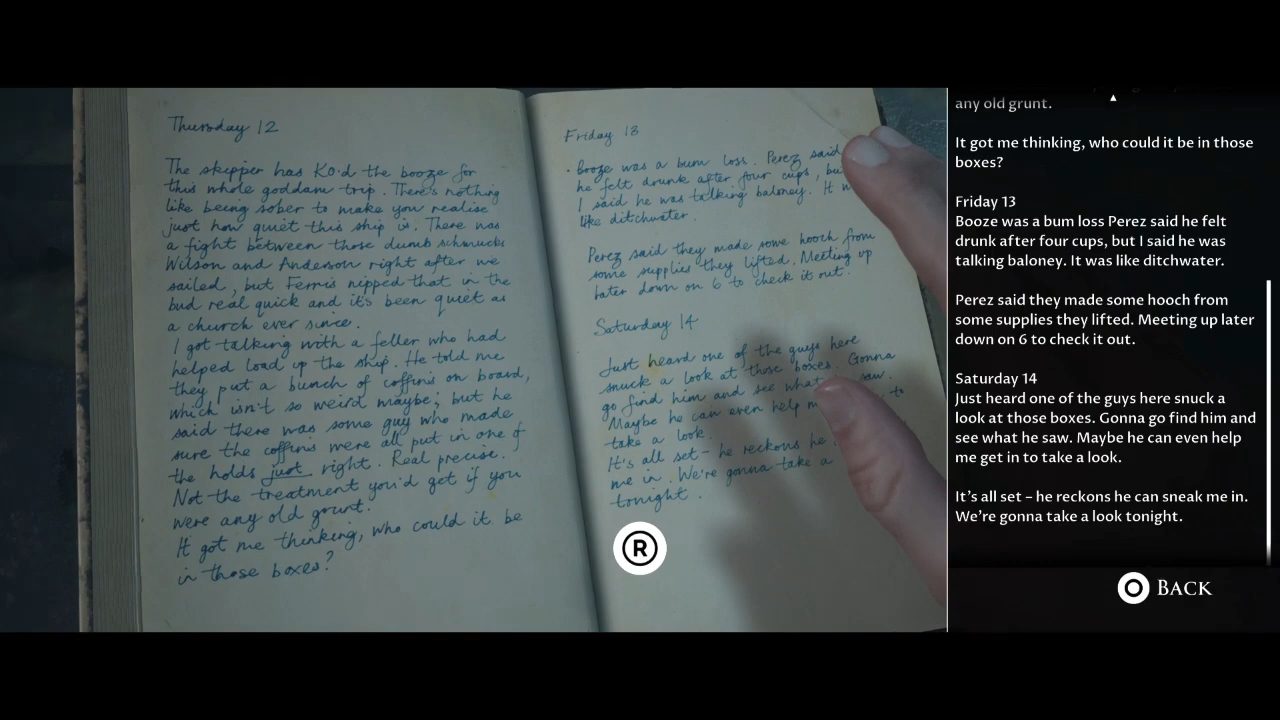 Thursday 12
The skipper has KO'd the booze for
this whole goddam trip. There's nothing
like being sober to make you realise
just how quiet this ship is. There was
a fight between those dumb schmucks
Wilson and Anderson right after we
sailed, but Ferris nipped that in the
bud real quick and it's been quiet as
a church ever since.
I got talking with a feller who had
helped load up the ship. He told me
they put a bunch of coffins on board,
which isn't so weird maybe; but he
said there was some guy who made
sure the coffins were all put in one of
the holds just right. Real precise.
Not the treatment you'd get if you
were any old grunt.
It got me thinking, who could it be
in those boxes?
Friday 13
Booze was a bum loss. Perez said
he felt drunk after four cups, but
I said he was talking baloney. It w
like ditchwater.
Perez said they made some hooch from
some supplies they lifted. Meeting up
later down on 6 to check it out.
Saturday 14
Just heard one of the guys here
snuck a look at those boxes. Gonna
go find him and see what saw.
Maybe he can even help m to
take a look.
It's all set - he reckons he
me in. We're gonna take a
tonight.
R
any old grunt.
It got me thinking, who could it be in those
boxes?
Friday 13
Booze was a bum loss Perez said he felt
drunk after four cups, but I said he was
talking baloney. It was like ditchwater.
Perez said they made some hooch from
some supplies they lifted. Meeting up later
down on 6 to check it out.
Saturday 14
Just heard one of the guys here snuck a
look at those boxes. Gonna go find him and
see what he saw. Maybe he can even help
me get in to take a look.
It's all set – he reckons he can sneak me in.
We're gonna take a look tonight.
BACK